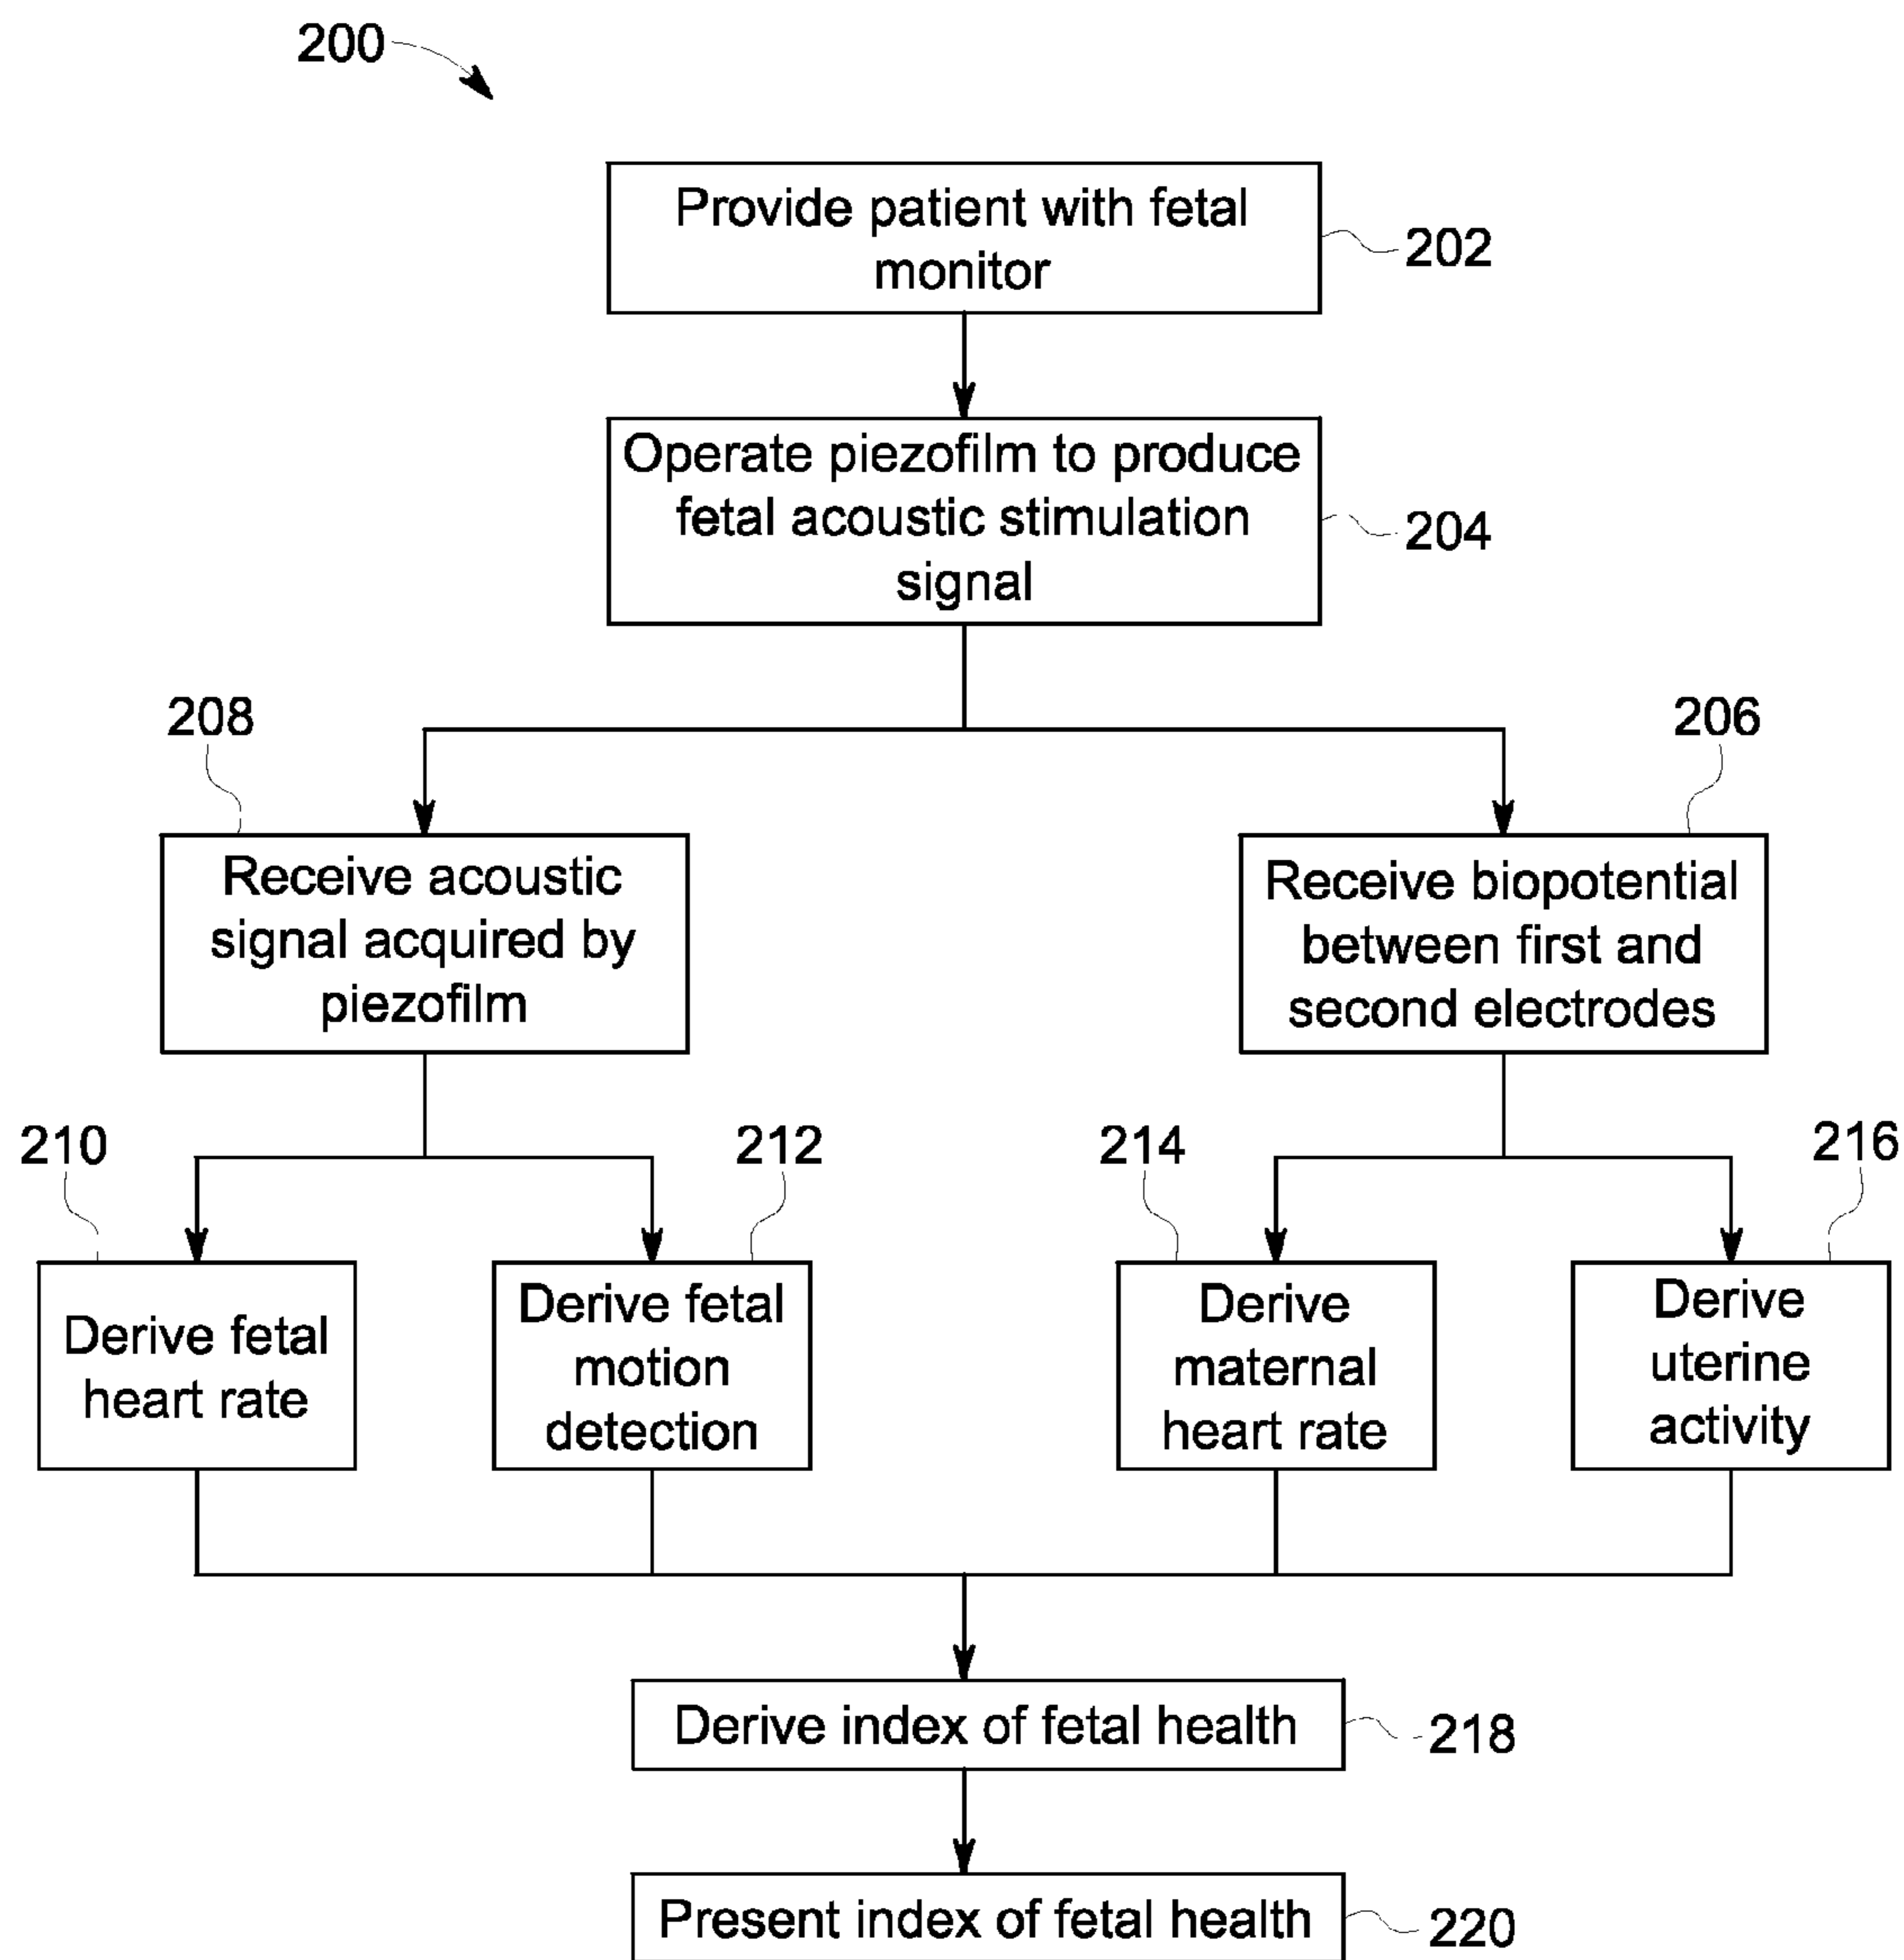 200
Provide patient with fetal
monitor
202
Operate piezofilm to produce
fetal acoustic stimulation
signal
204
208
206
Receive acoustic
signal acquired by
piezofilm
Receive biopotential
between first and
second electrodes
210
212
214
216
Derive fetal
heart rate
Derive fetal
motion
detection
Derive
maternal
heart rate
Derive
uterine
activity
Derive index of fetal health
218
Present index of fetal health
220